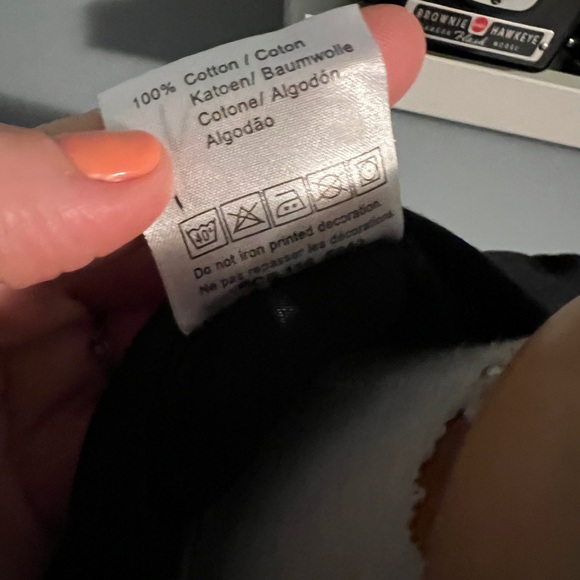 BROWNIE HAWKEYE
Flash
100% Cotton / Coton
Katoen/ Baumwolle
Cotone/ Algodón
Algodão
40°
Do not iron printed decoration.
Ne pas repasser les décorations.